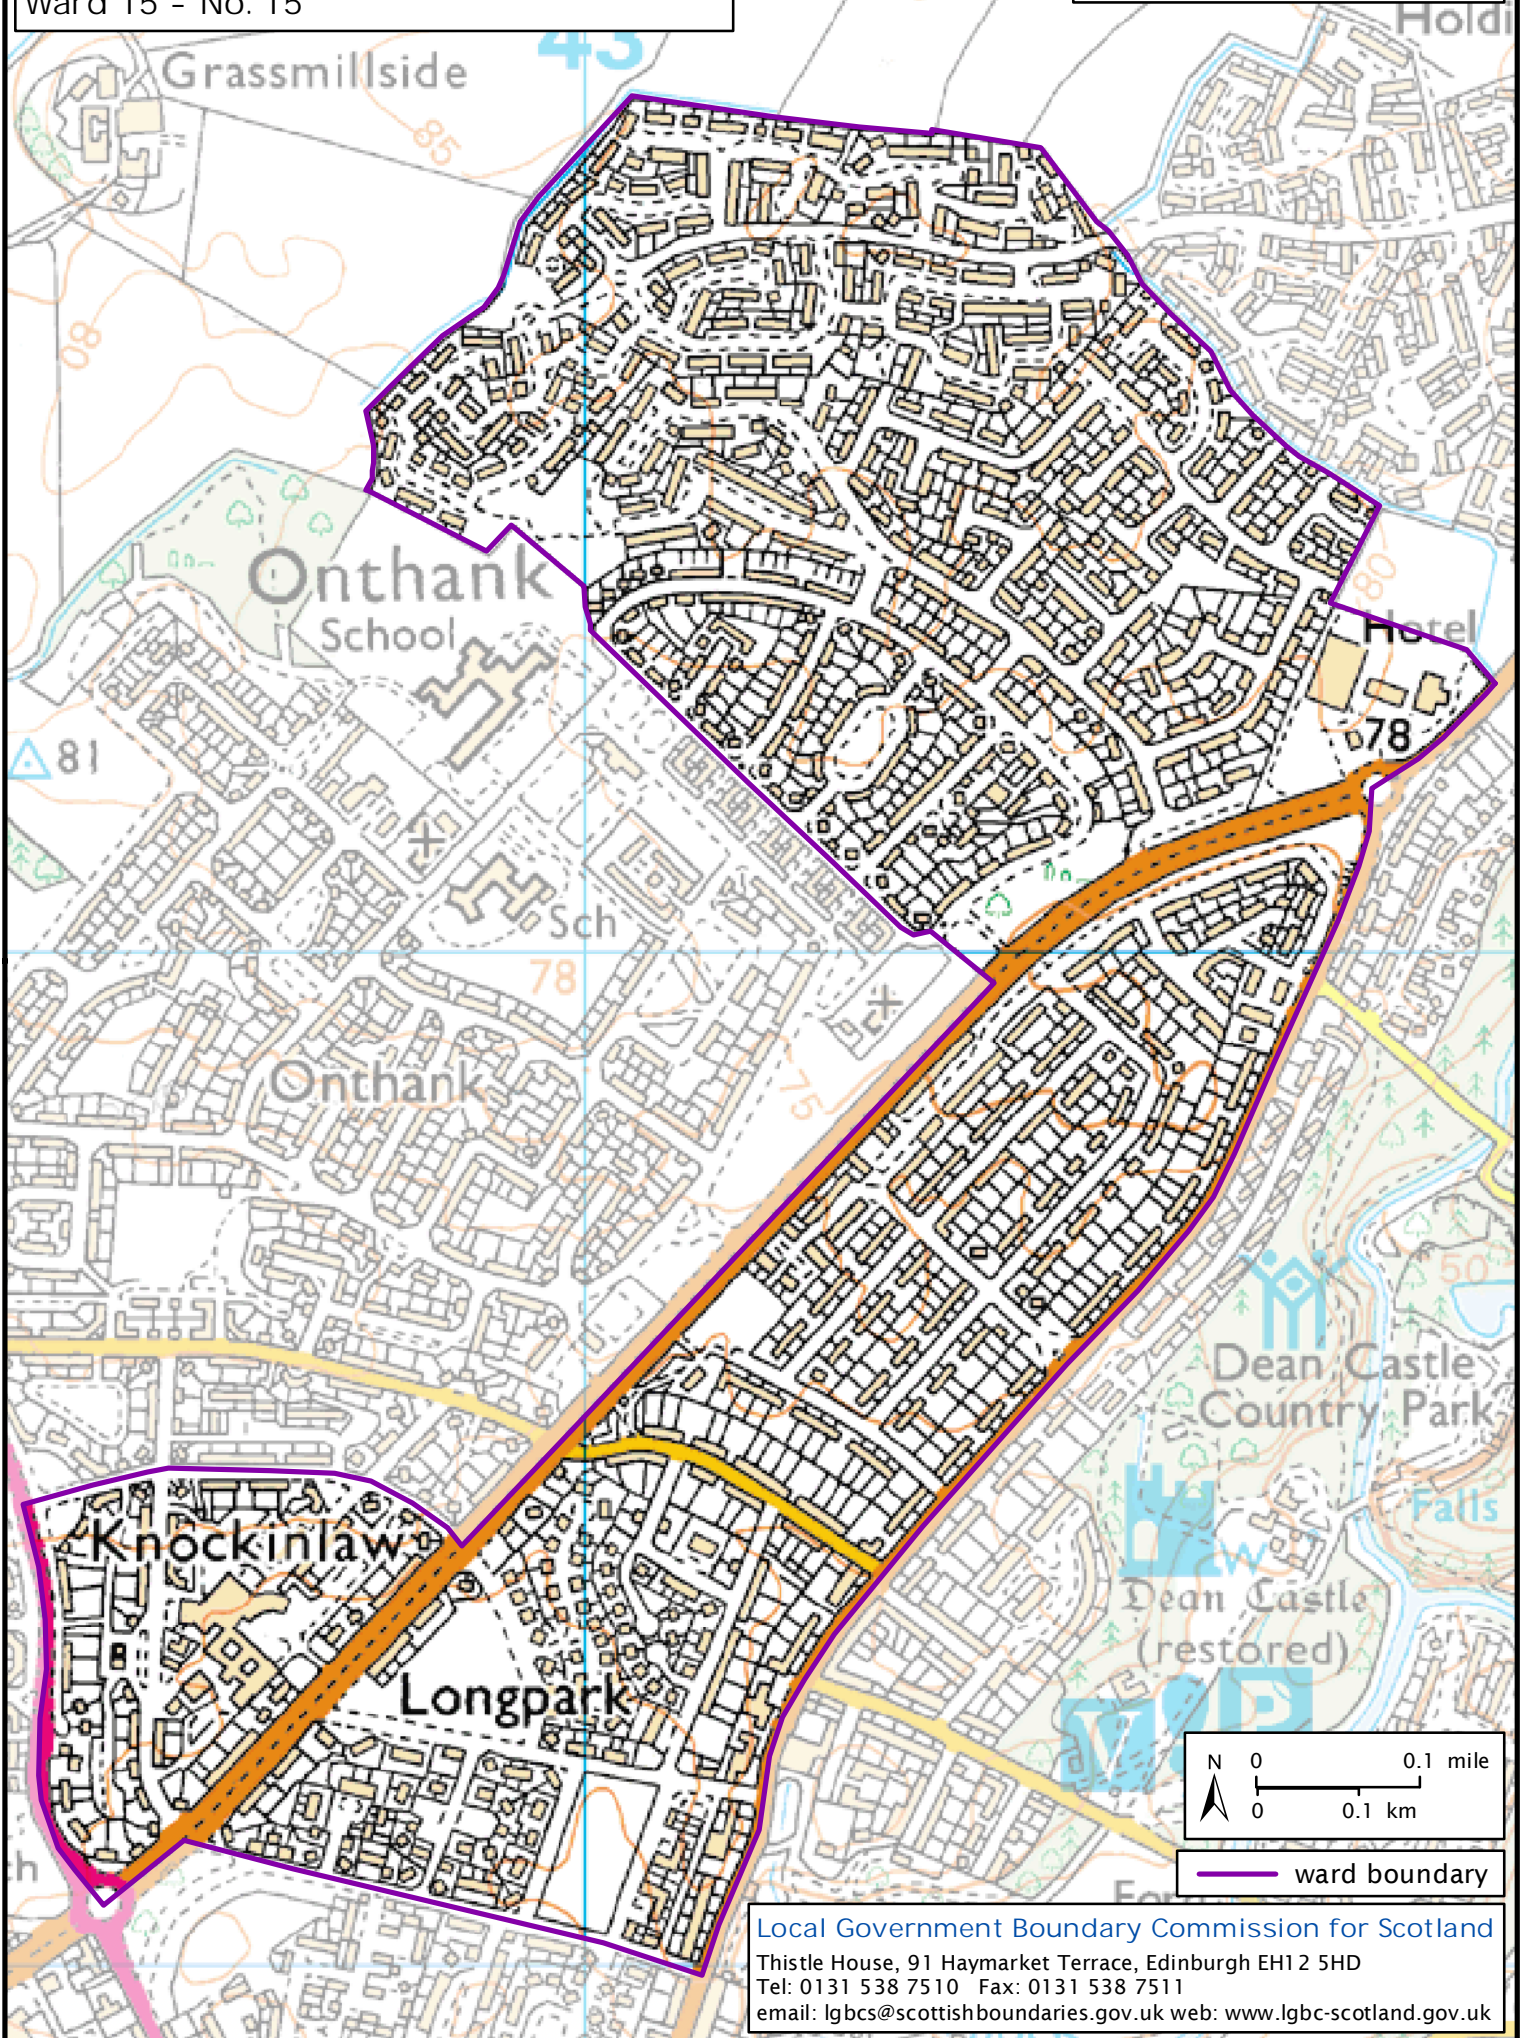 Ward 15 – No. 15
43
Grassmillside
85
80
Onthank
School
Hotel
80
78
81
Sch
78
75
Onthank
50
Dean Castle
Country Park
Falls
W
Dean Castle
(restored)
V
P
Knockinlaw
Longpark
N 0 0.1 mile
0 0.1 km
ward boundary
Local Government Boundary Commission for Scotland
Thistle House, 91 Haymarket Terrace, Edinburgh EH12 5HD
Tel: 0131 538 7510 Fax: 0131 538 7511
email: lgbcs@scottishboundaries.gov.uk web: www.lgbc-scotland.gov.uk